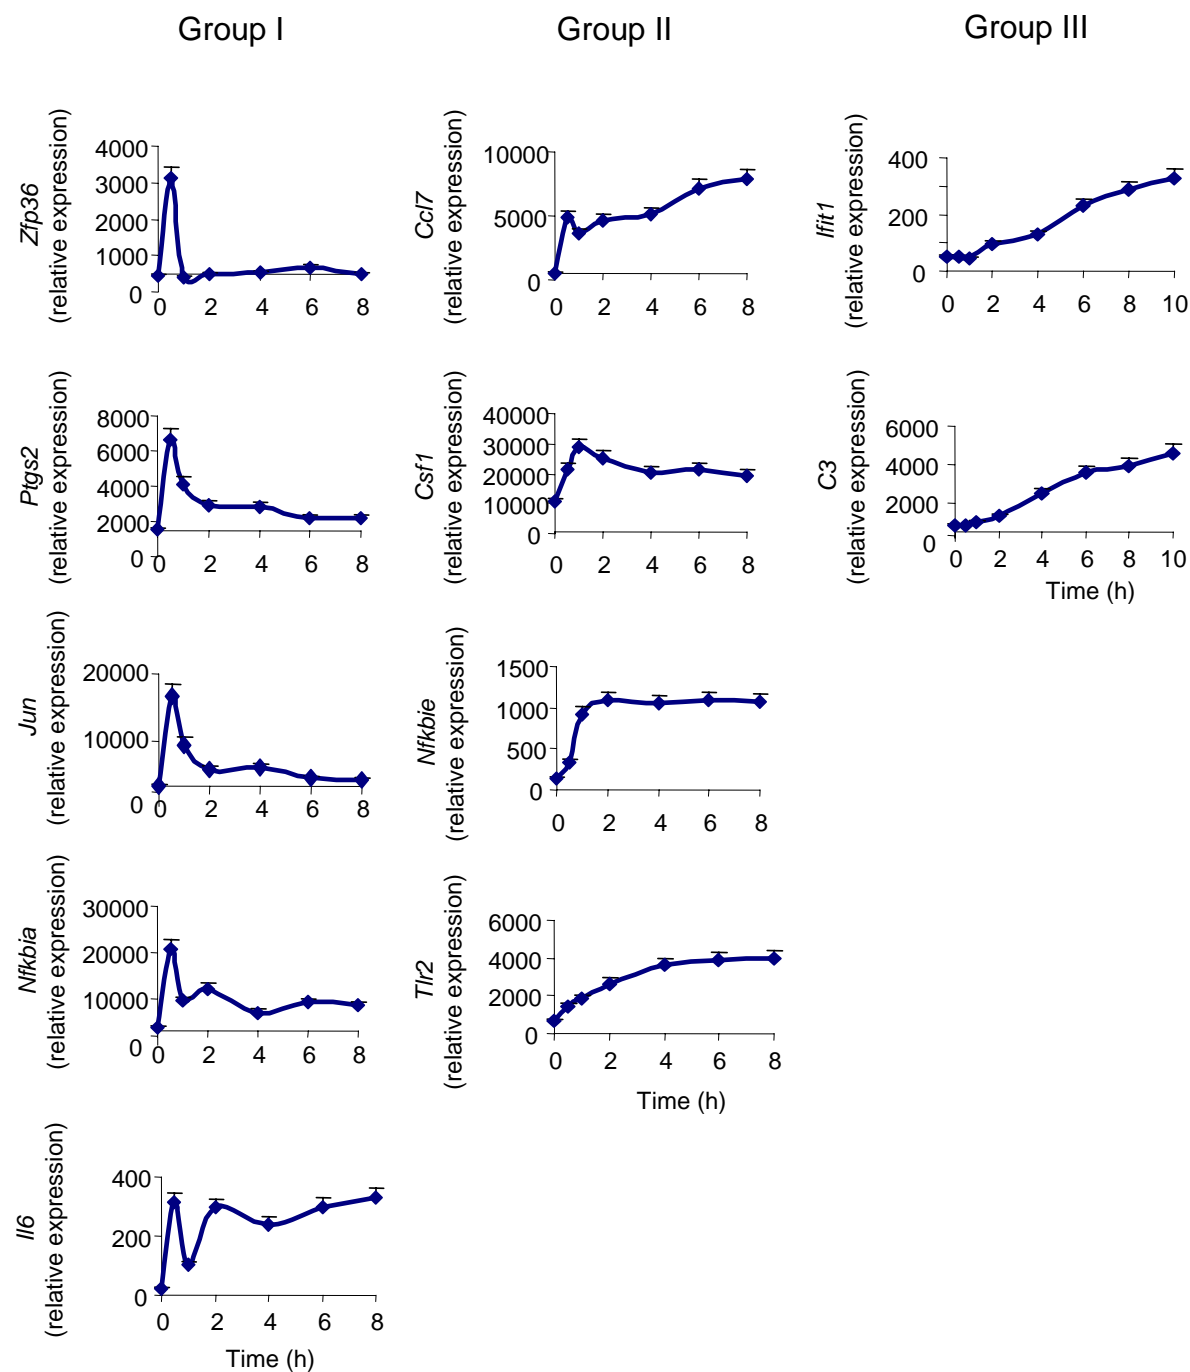 Group I
Group II
Group III
Zfp36
(relative expression)
4000
3000
2000
1000
0
0 2 4 6 8
Ccl7
(relative expression)
10000
5000
0
0 2 4 6 8
Ifit1
(relative expression)
400
200
0
0 2 4 6 8 10
Ptgs2
(relative expression)
8000
6000
4000
2000
0
0 2 4 6 8
Csf1
(relative expression)
40000
30000
20000
10000
0
0 2 4 6 8
C3
(relative expression)
6000
4000
2000
0
0 2 4 6 8 10
Time (h)
Jun
(relative expression)
20000
10000
0
0 2 4 6 8
Nfkbie
(relative expression)
1500
1000
500
0
0 2 4 6 8
Nfkbia
(relative expression)
30000
20000
10000
0
0 2 4 6 8
Tlr2
(relative expression)
6000
4000
2000
0
0 2 4 6 8
Time (h)
Il6
(relative expression)
400
200
0
0 2 4 6 8
Time (h)